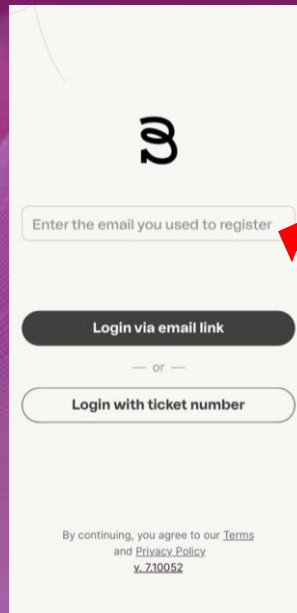 Enter the email you used to register
Login via email link
— or —
Login with ticket number
By continuing, you agree to our Terms
and Privacy Policy
v. 7.10052